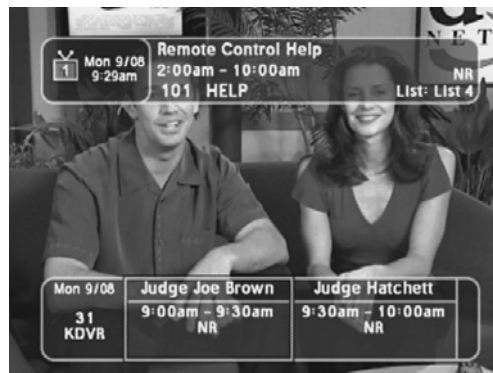 N E T
Mon 9/08
9:29am
1
Remote Control Help
2:00am - 10:00am
NR
101 HELP
List: List 4
Mon 9/08
31
KDVR
Judge Joe Brown
9:00am - 9:30am
NR
Judge Hatchett
9:30am - 10:00am
NR